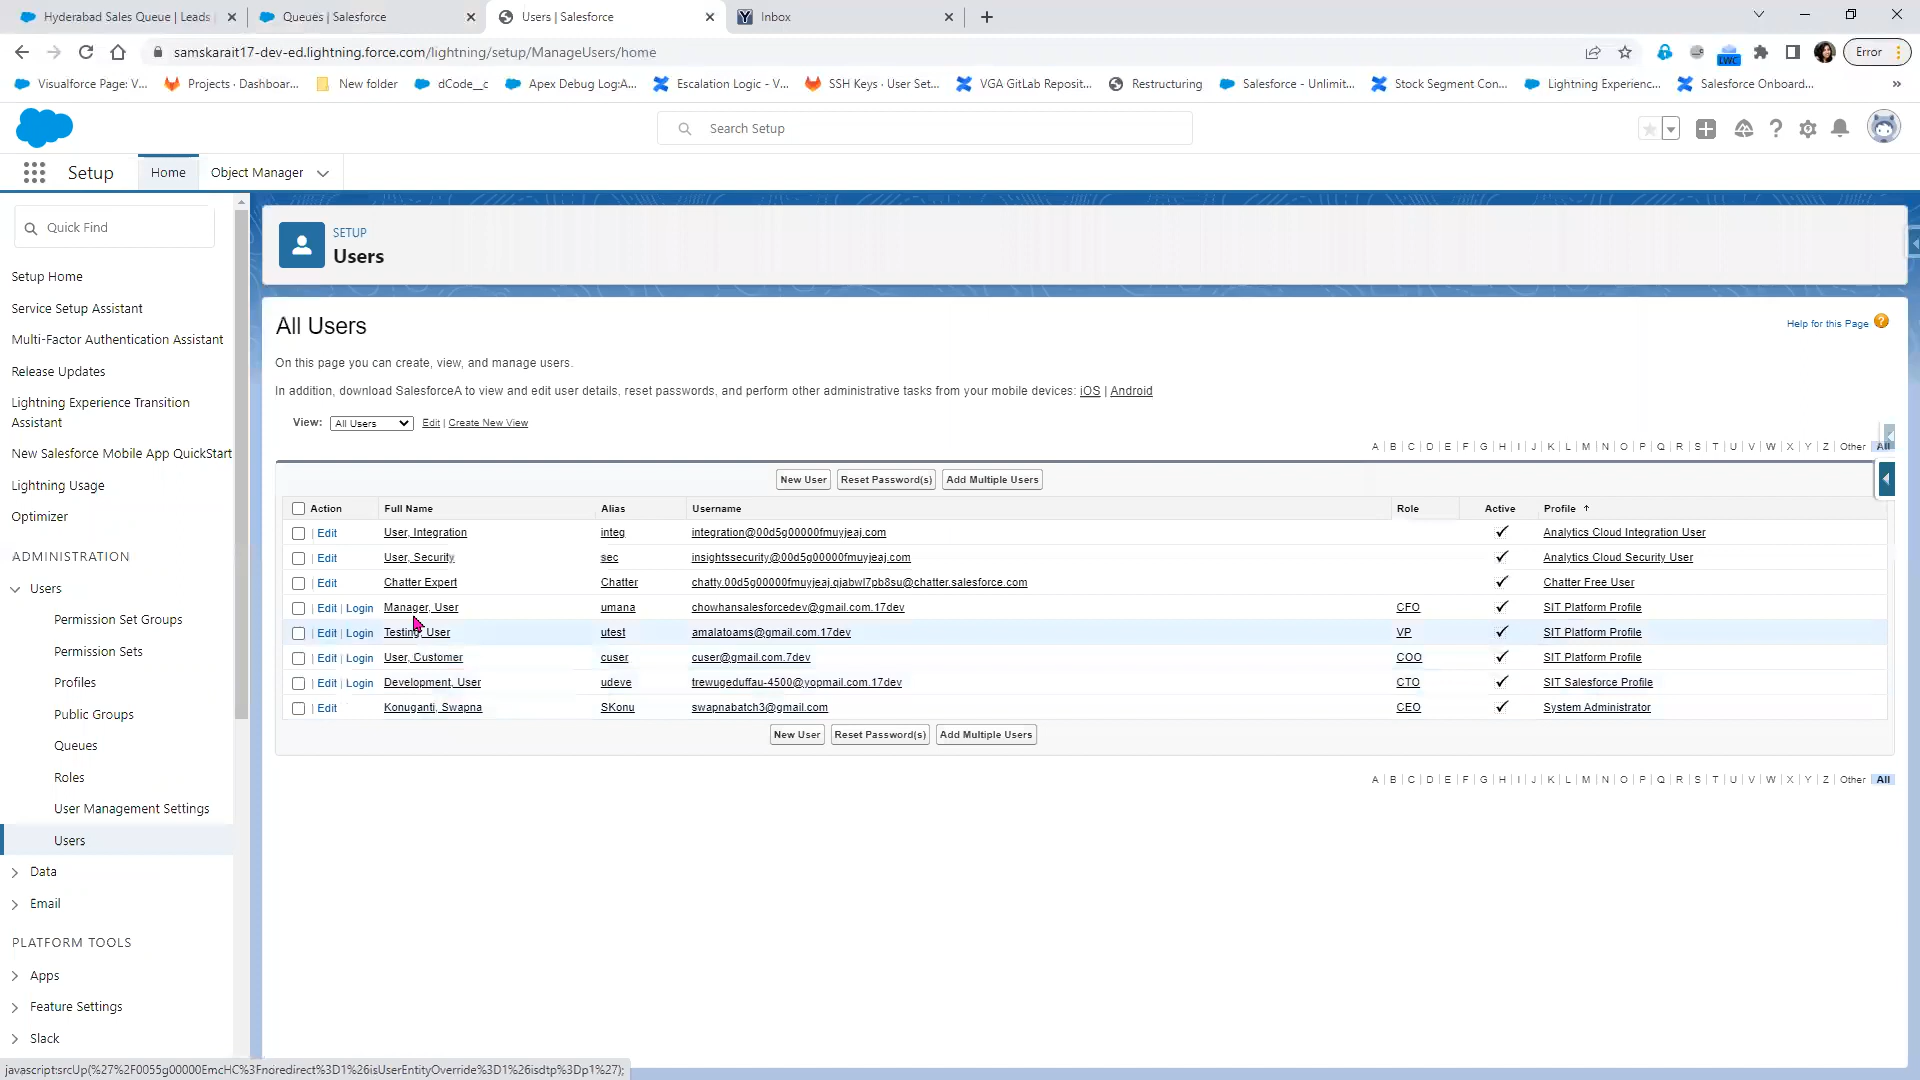 Hyderabad Sales Queue | Leads
Queues | Salesforce
Users | Salesforce
Inbox
samskarait17-dev-ed.lightning.force.com/lightning/setup/ManageUsers/home
Error
Visualforce Page: V...
Projects · Dashboar...
New folder
dCode__c
Apex Debug Log:A...
Escalation Logic - V...
SSH Keys · User Set...
VGA GitLab Reposit...
Restructuring
Salesforce - Unlimit...
Stock Segment Con...
Lightning Experienc...
Salesforce Onboard...
»
LWC
Search Setup
Setup
Home
Object Manager
Quick Find
Setup Home
Service Setup Assistant
Multi-Factor Authentication Assistant
Release Updates
Lightning Experience Transition
Assistant
New Salesforce Mobile App QuickStart
Lightning Usage
Optimizer
ADMINISTRATION
Users
Permission Set Groups
Permission Sets
Profiles
Public Groups
Queues
Roles
User Management Settings
Users
Data
Email
PLATFORM TOOLS
Apps
Feature Settings
Slack
SETUP
Users
All Users
Help for this Page
On this page you can create, view, and manage users.
In addition, download SalesforceA to view and edit user details, reset passwords, and perform other administrative tasks from your mobile devices: iOS | Android
View: All Users Edit | Create New View
A | B | C | D | E | F | G | H | I | J | K | L | M | N | O | P | Q | R | S | T | U | V | W | X | Y | Z | Other All
New User Reset Password(s) Add Multiple Users
Action Full Name Alias Username Role Active Profile
| Edit User, Integration integ integration@00d5g00000fmuyjeaj.com Analytics Cloud Integration User
| Edit User, Security sec insightssecurity@00d5g00000fmuyjeaj.com Analytics Cloud Security User
| Edit Chatter Expert Chatter chatty.00d5g00000fmuyjeaj.qjabwl7pb8su@chatter.salesforce.com Chatter Free User
| Edit | Login Manager, User umana chowhansalesforcedev@gmail.com.17dev CFO SIT Platform Profile
| Edit | Login Testing, User utest amalatoams@gmail.com.17dev VP SIT Platform Profile
| Edit | Login User, Customer cuser cuser@gmail.com.7dev COO SIT Platform Profile
| Edit | Login Development, User udeve trewugeduffau-4500@yopmail.com.17dev CTO SIT Salesforce Profile
| Edit Konuganti, Swapna SKonu swapnabatch3@gmail.com CEO System Administrator
New User Reset Password(s) Add Multiple Users
A | B | C | D | E | F | G | H | I | J | K | L | M | N | O | P | Q | R | S | T | U | V | W | X | Y | Z | Other All
javascript:srcUp(%27%2F0055g00000EmcHC%3Fnoredirect%3D1%26isUserEntityOverride%3D1%26isdtp%3Dp1%27);